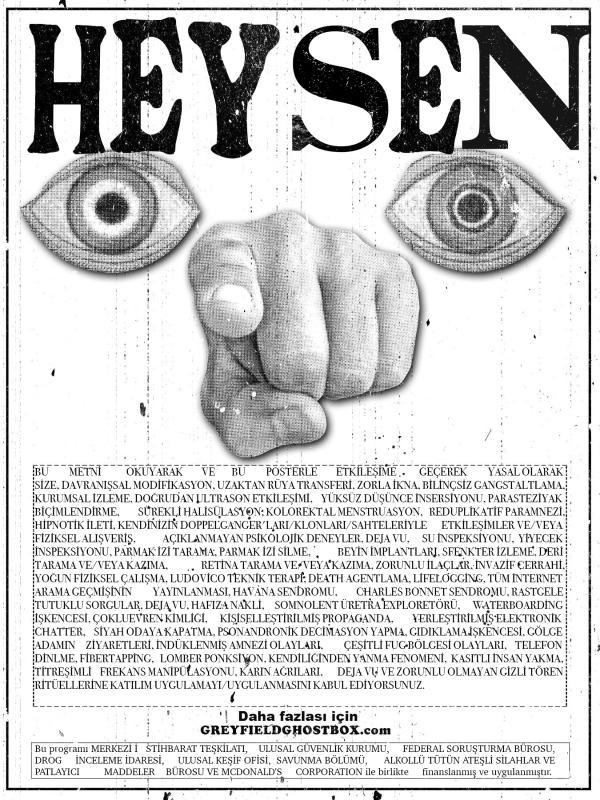 HEY SEN
BU METNİ OKUYARAK VE BU POSTERLE ETKİLEŞİME GEÇEREK YASAL OLARAK
SİZE, DAVRANIŞSAL MODİFİKASYON, UZAKTAN RÜYA TRANSFERİ, ZORLA İKNA, BİLİNÇSİZ GANGSTALTLAMA,
KURUMSAL İZLEME, DOĞRUDAN ULTRASON ETKİLEŞİMİ, YÜKSÜZ DÜŞÜNCE İNSERSİYONU, PARASTEZİYAK
BİÇİMLENDİRME, SÜREKLİ HALİSÜLASYON, KOLOREKTAL MENSTRUASYON, REDUPLİKATİF PARAMNEZİ,
HİPNOTİK İLETİ, KENDİNİZİN DOPPELGANGER'LARI/KLONLARI/SAHTELERİYLE ETKİLEŞİMLER VE/VEYA
FİZİKSEL ALIŞVERİŞ, AÇIKLANMAYAN PSİKOLOJİK DENEYLER, DEJA VU, SU İNSPEKSİYONU, YİYECEK
İNSPEKSİYONU, PARMAK İZİ TARAMA, PARMAK İZİ SİLME, BEYİN İMPLANTLARI, SFENKTER İZLEME, DERİ
TARAMA VE/VEYA KAZIMA, RETİNA TARAMA VE/VEYA KAZIMA, ZORUNLU İLAÇLAR, İNVAZİF CERRAHİ,
YOĞUN FİZİKSEL ÇALIŞMA, LUDOVİCO TEKNİK TERAPİ, DEATH AGENTLAMA, LİFELOGGİNG, TÜM İNTERNET
ARAMA GEÇMİŞİNİN YAYINLANMASI, HAVANA SENDROMU, CHARLES BONNET SENDROMU, RASTGELE
TUTUKLU SORGULAR, DEJA VU, HAFIZA NAKLİ, SOMNOLENT ÜRETRA EXPLORETÖRÜ, WATERBOARDING
İŞKENCESİ, ÇOKLUEVREN KİMLİĞİ, KİŞİSELLEŞTİRİLMİŞ PROPAGANDA, YERLEŞTİRİLMİŞ ELEKTRONİK
CHATTER, SİYAH ODAYA KAPATMA, PSONANDRONİK DECİMASYON YAPMA, GIDIKLAMA İŞKENCESİ, GÖLGE
ADAMIN ZİYARETLERİ, İNDÜKLENMİŞ AMNEZİ OLAYLARI, ÇEŞİTLİ FUG BÖLGESİ OLAYLARI, TELEFON
DİNLME, FİBERTAPPİNG, LOMBER PONKSİYON, KENDİLİĞİNDEN YANMA FENOMENİ, KASITLI İNSAN YAKMA,
TİTREŞİMLİ FREKANS MANİPÜLASYONU, KARIN AĞRILARI, DEJA VU VE ZORUNLU OLMAYAN GİZLİ TÖREN
RİTÜELLERİNE KATILIM UYGULAMAYI/UYGULANMASINI KABUL EDİYORSUNUZ.
Daha fazlası için
GREYFIELDGHOSTBOX.com
Bu programı MERKEZİ İ STİHBARAT TEŞKİLATI, ULUSAL GÜVENLİK KURUMU, FEDERAL SORUŞTURMA BÜROSU,
DROG İNCELEME İDARESİ, ULUSAL KEŞİF OFİSİ, SAVUNMA BÖLÜMÜ, ALKOLLÜ TÜTÜN ATEŞLİ SİLAHLAR VE
PATLAYICI MADDELER BÜROSU VE MCDONALD'S CORPORATION ile birlikte finanslanmış ve uygulanmıştır.